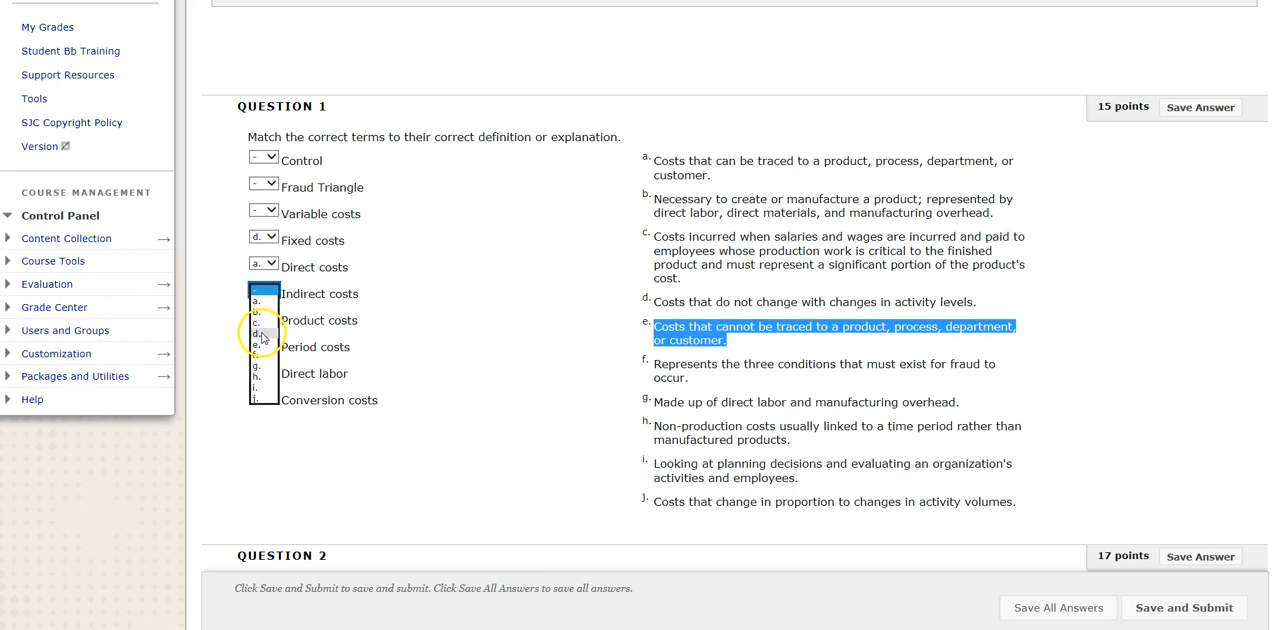 My Grades
Student Bb Training
Support Resources
Tools
SJC Copyright Policy
Version
COURSE MANAGEMENT
Control Panel
Content Collection
Course Tools
Evaluation
Grade Center
Users and Groups
Customization
Packages and Utilities
Help
QUESTION 1
15 points
Save Answer
Match the correct terms to their correct definition or explanation.
- Control
- Fraud Triangle
- Variable costs
d. Fixed costs
a. Direct costs
- Indirect costs
a.
b.
c.
d.
e.
f.
g.
h.
i.
j.
Product costs
Period costs
Direct labor
Conversion costs
a. Costs that can be traced to a product, process, department, or
customer.
b. Necessary to create or manufacture a product; represented by
direct labor, direct materials, and manufacturing overhead.
c. Costs incurred when salaries and wages are incurred and paid to
employees whose production work is critical to the finished
product and must represent a significant portion of the product's
cost.
d. Costs that do not change with changes in activity levels.
e. Costs that cannot be traced to a product, process, department,
or customer.
f. Represents the three conditions that must exist for fraud to
occur.
g. Made up of direct labor and manufacturing overhead.
h. Non-production costs usually linked to a time period rather than
manufactured products.
i. Looking at planning decisions and evaluating an organization's
activities and employees.
j. Costs that change in proportion to changes in activity volumes.
QUESTION 2
17 points
Save Answer
Click Save and Submit to save and submit. Click Save All Answers to save all answers.
Save All Answers
Save and Submit